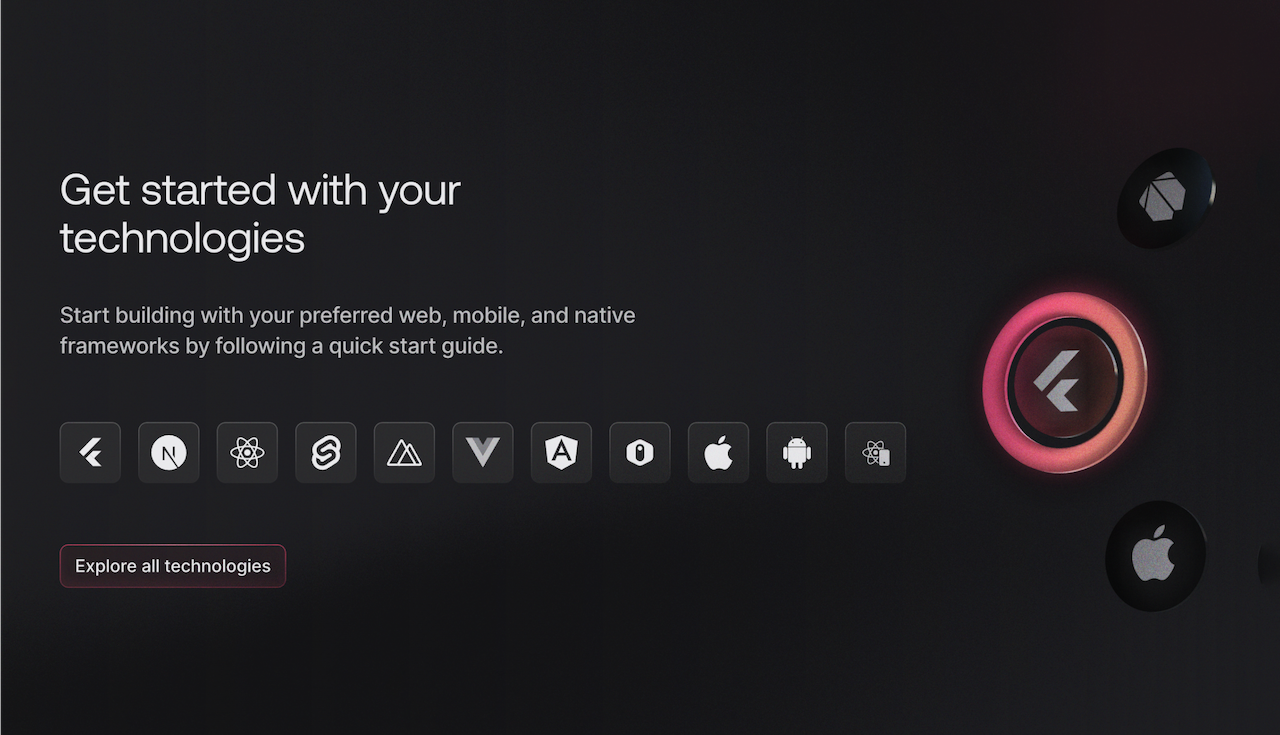 Get started with your
technologies
Start building with your preferred web, mobile, and native
frameworks by following a quick start guide.
Explore all technologies